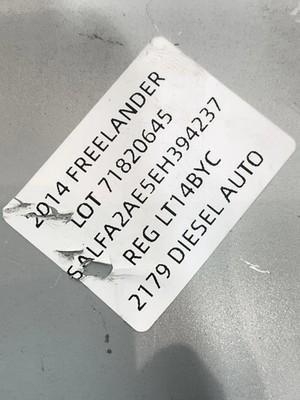 2014 FREELANDER
LOT 71820645
SALFA2AE5EH394237
REG LT14BYC
2179 DIESEL AUTO